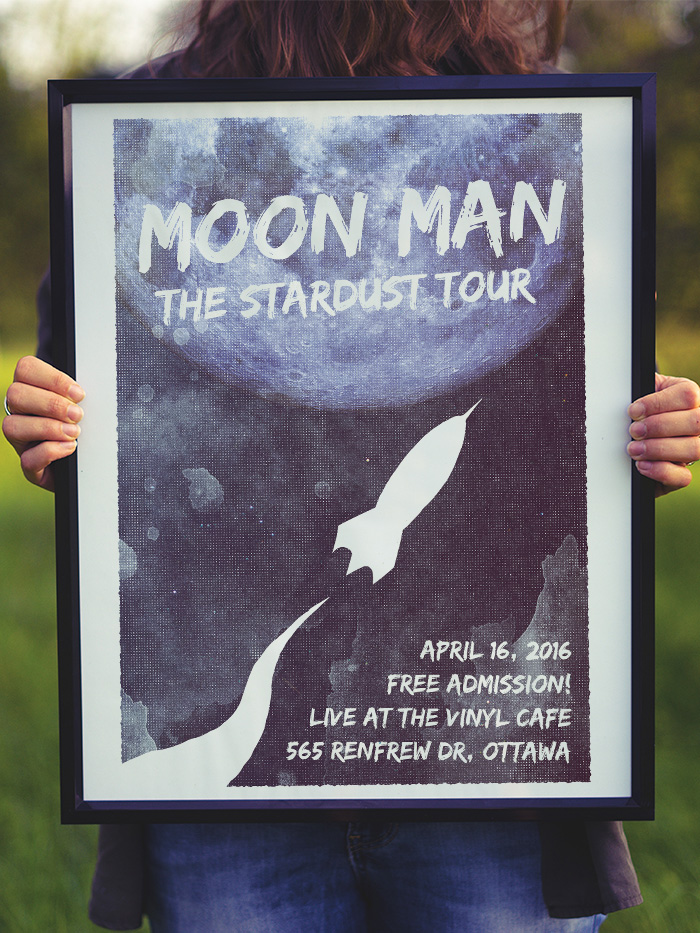 MOON MAN
THE STARDUST TOUR
APRIL 16, 2016
FREE ADMISSION!
LIVE AT THE VINYL CAFE
565 RENFREW DR, OTTAWA